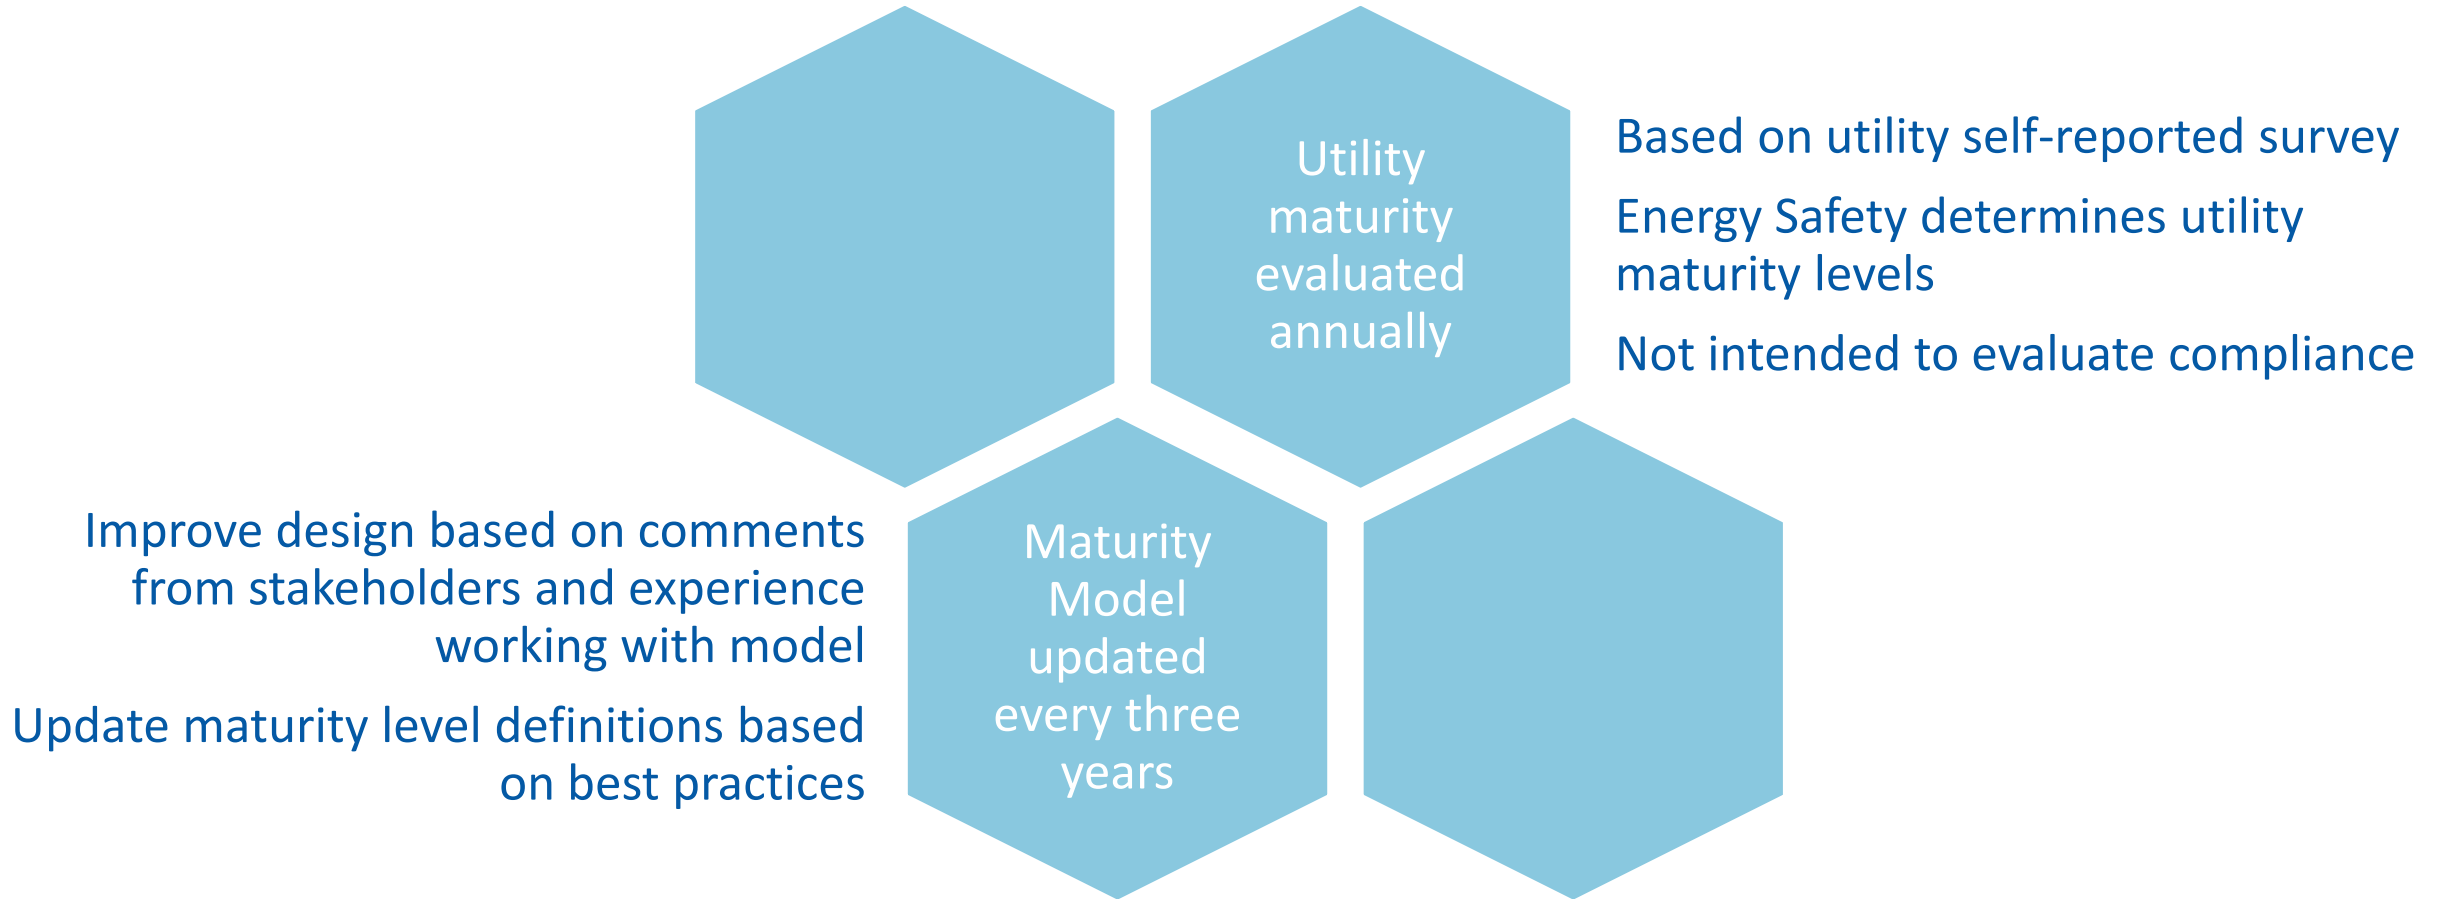 Utility
maturity
evaluated
annually
Based on utility self-reported survey
Energy Safety determines utility
maturity levels
Not intended to evaluate compliance
Improve design based on comments
from stakeholders and experience
working with model
Update maturity level definitions based
on best practices
Maturity
Model
updated
every three
years